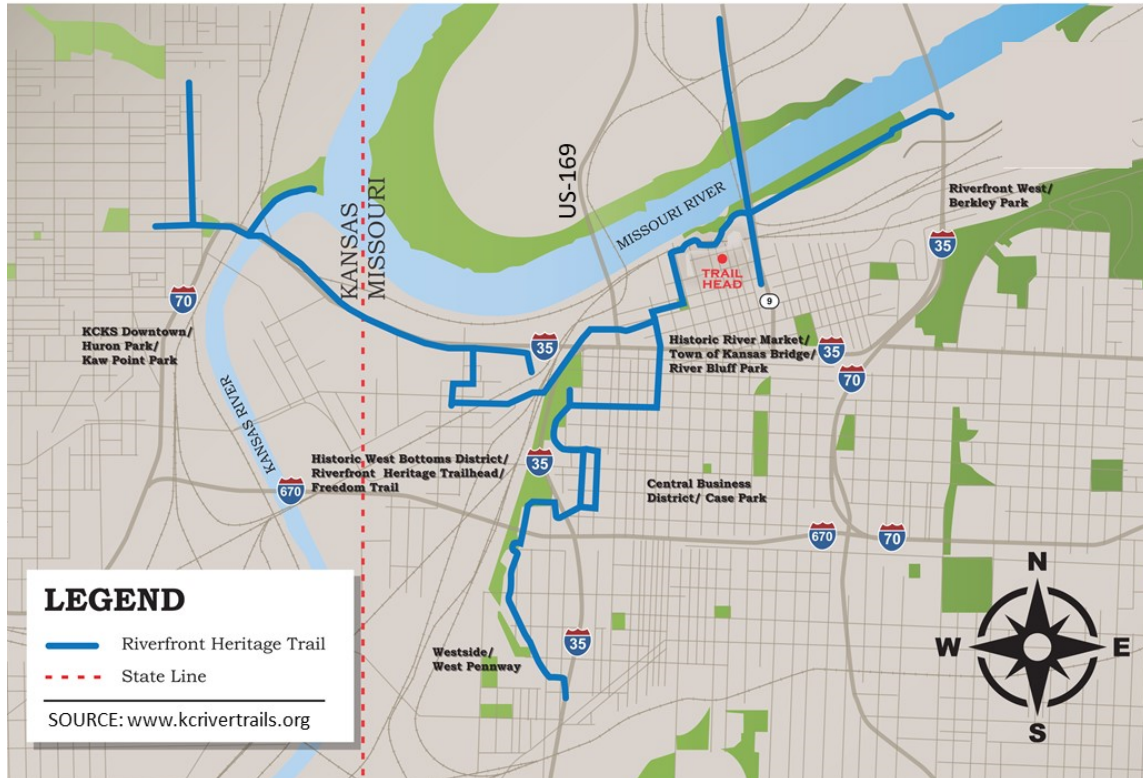 US-169
KANSAS
MISSOURI
MISSOURI RIVER
Riverfront West/
Berkley Park
35
TRAIL
HEAD
9
70
KCKS Downtown/
Huron Park/
Kaw Point Park
35
Historic River Market/
Town of Kansas Bridge/
River Bluff Park
35
70
KANSAS RIVER
Historic West Bottoms District/
Riverfront Heritage Trailhead/
Freedom Trail
35
670
Central Business
District/ Case Park
670
70
Westside/
West Pennway
35
LEGEND
Riverfront Heritage Trail
State Line
SOURCE: www.kcrivertrails.org
N
W
E
S